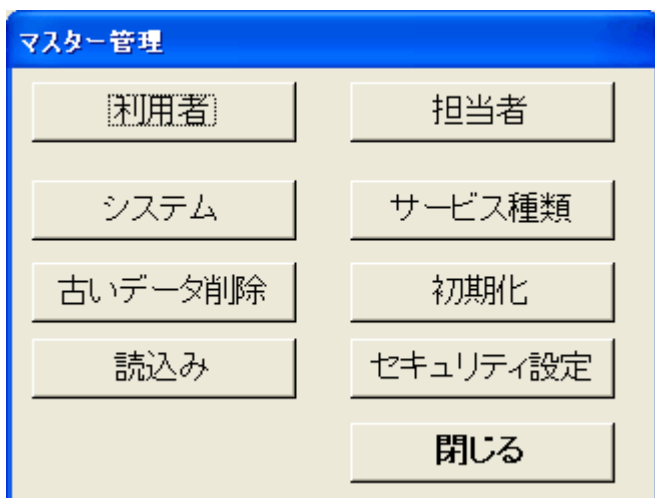 マスター管理
利用者 担当者
システム サービス種類
古いデータ削除 初期化
読込み セキュリティ設定
閉じる